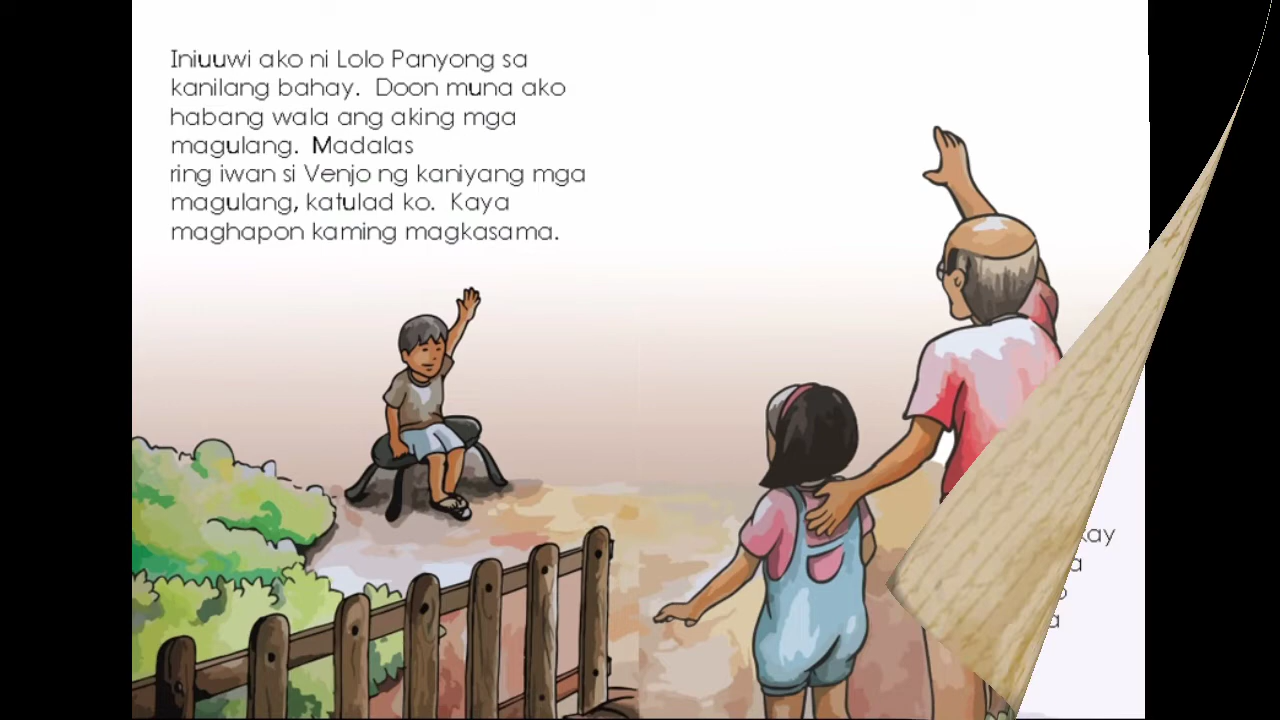 Iniuuwi ako ni Lolo Panyong sa
kanilang bahay.  Doon muna ako
habang wala ang aking mga
magulang.  Madalas
ring iwan si Venjo ng kaniyang mga
magulang, katulad ko.  Kaya
maghapon kaming magkasama.